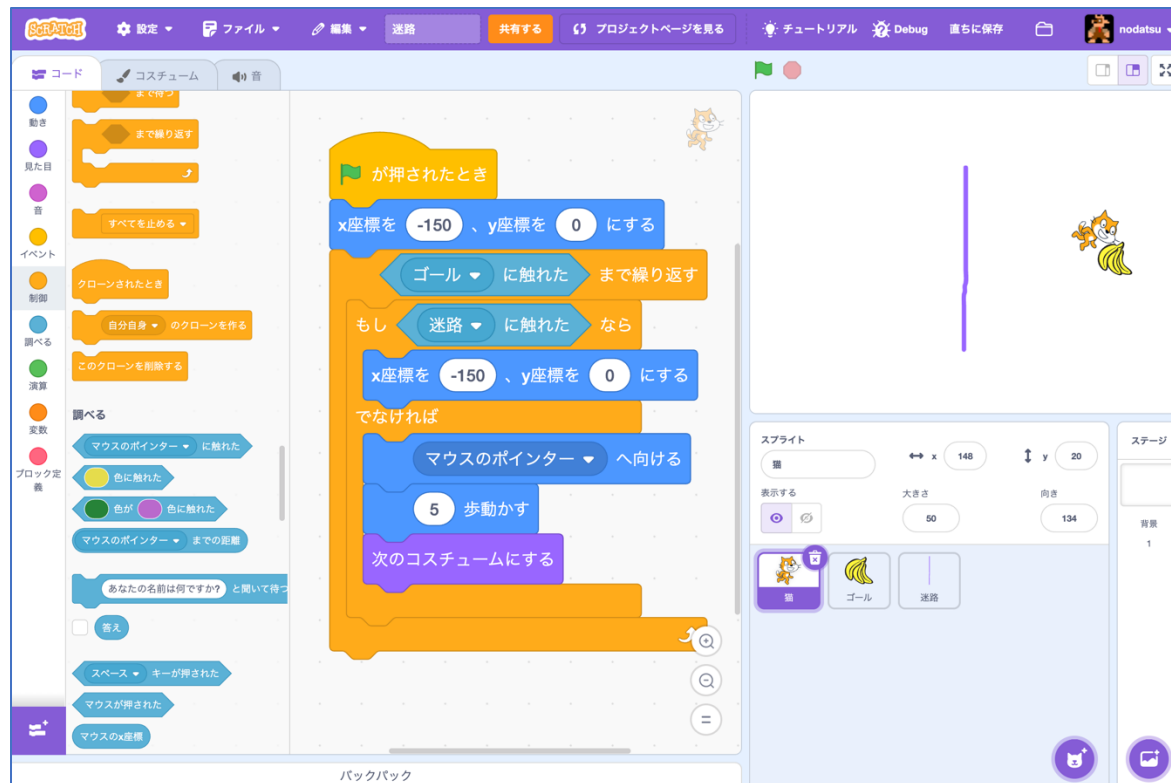 SCRATCH
設定
ファイル
編集
迷路
共有する
プロジェクトページを見る
チュートリアル
Debug
直ちに保存
nodatsu
コード
コスチューム
音
動き
見た目
音
イベント
制御
調べる
演算
変数
ブロック定
義
まで待つ
まで繰り返す
すべてを止める
クローンされたとき
自分自身 のクローンを作る
このクローンを削除する
調べる
マウスのポインター に触れた
色に触れた
色が 色に触れた
マウスのポインター までの距離
あなたの名前は何ですか? と聞いて待つ
答え
スペース キーが押された
マウスが押された
マウスのx座標
が押されたとき
x座標を -150 、y座標を 0 にする
ゴール に触れた まで繰り返す
もし 迷路 に触れた なら
x座標を -150 、y座標を 0 にする
でなければ
マウスのポインター へ向ける
5 歩動かす
次のコスチュームにする
バックパック
スプライト
猫
x 148
y 20
表示する
大きさ
50
向き
134
猫
ゴール
迷路
ステージ
背景
1